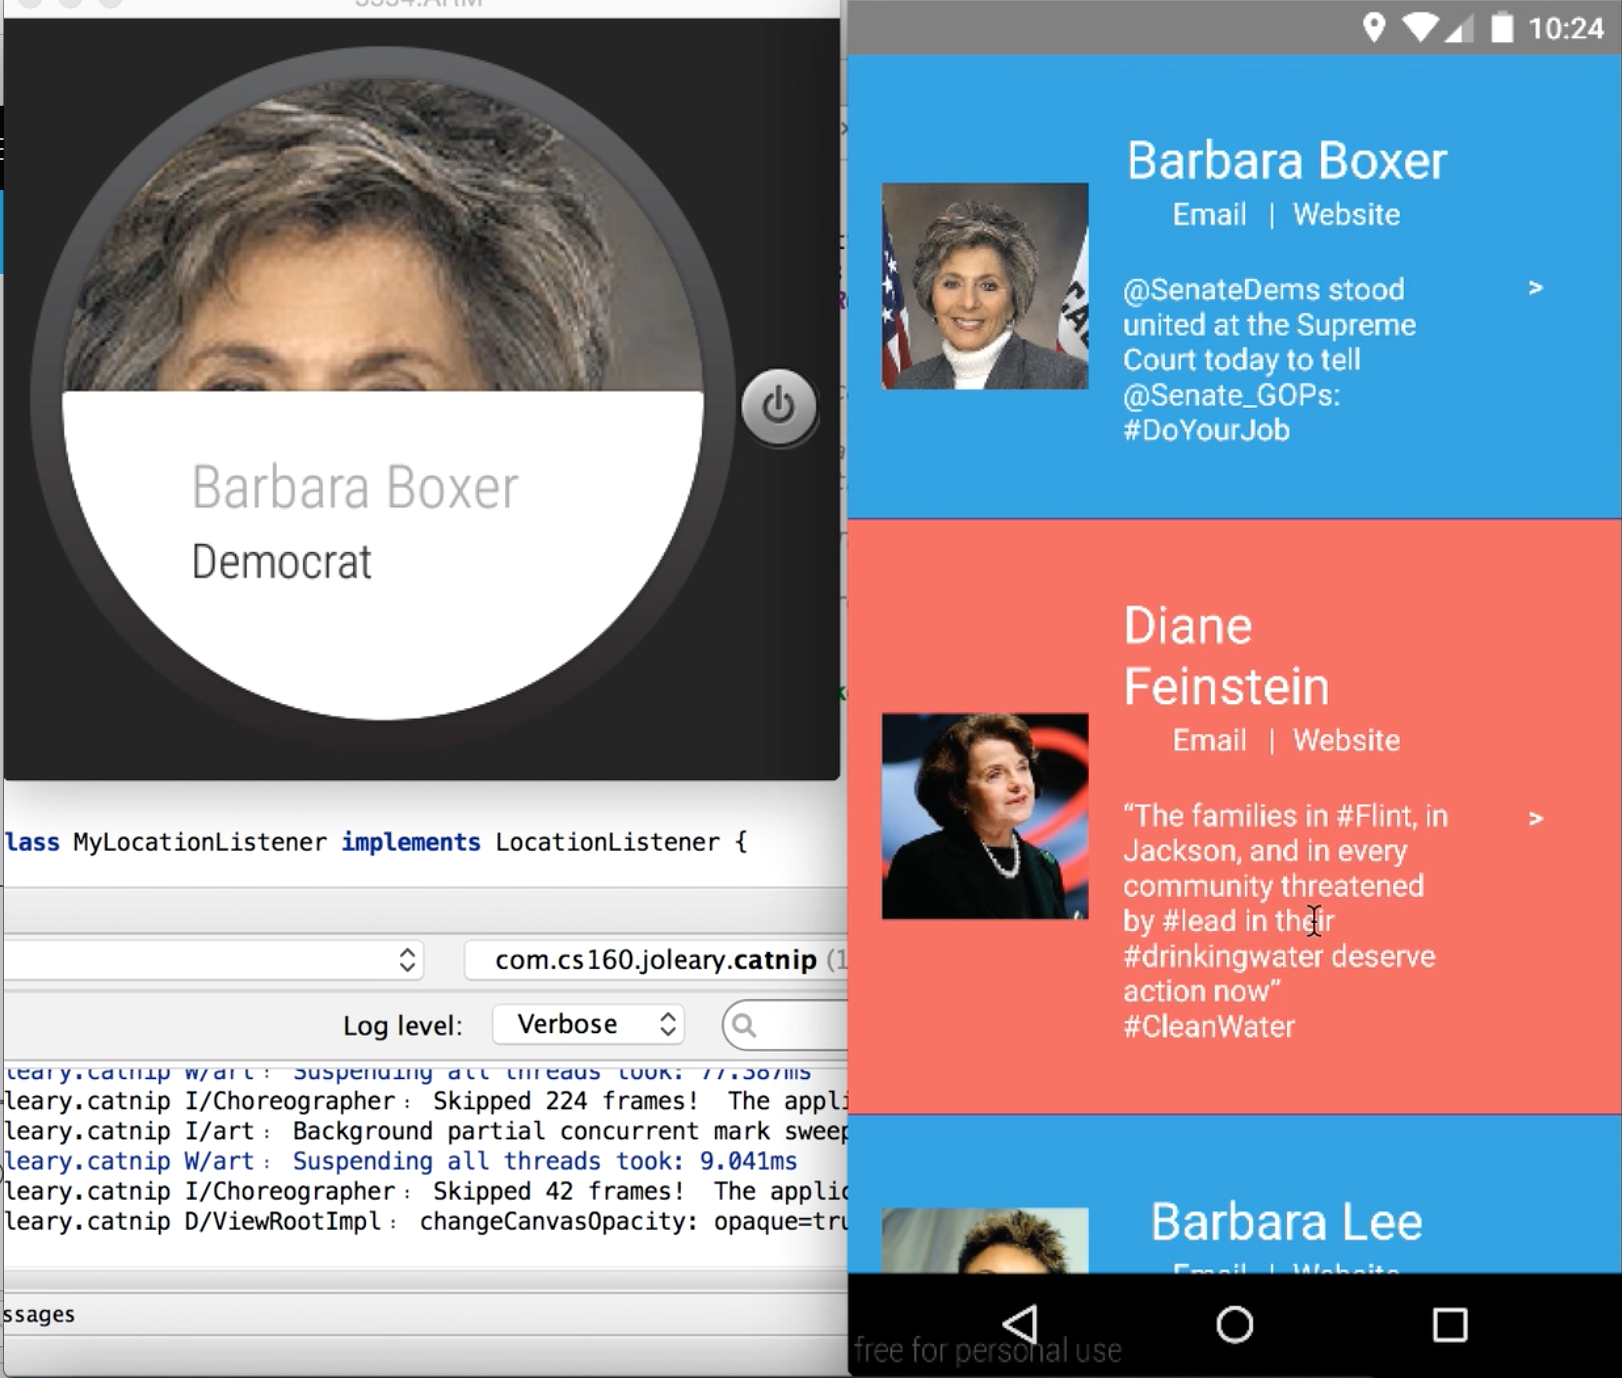 Barbara Boxer
Democrat
lass MyLocationListener implements LocationListener {
com.cs160.joleary.catnip (1
Log level: Verbose
leary.catnip W/art: Suspending all threads took: 77.387ms
leary.catnip I/Choreographer: Skipped 224 frames! The appli
leary.catnip I/art: Background partial concurrent mark sweep
leary.catnip W/art: Suspending all threads took: 9.041ms
leary.catnip I/Choreographer: Skipped 42 frames! The applic
leary.catnip D/ViewRootImpl: changeCanvasOpacity: opaque=tru
ssages
10:24
Barbara Boxer
Email | Website
@SenateDems stood
united at the Supreme
Court today to tell
@Senate_GOPs:
#DoYourJob
>
Diane
Feinstein
Email | Website
“The families in #Flint, in
Jackson, and in every
community threatened
by #lead in their
#drinkingwater deserve
action now”
#CleanWater
>
Barbara Lee
Email | Website
free for personal use